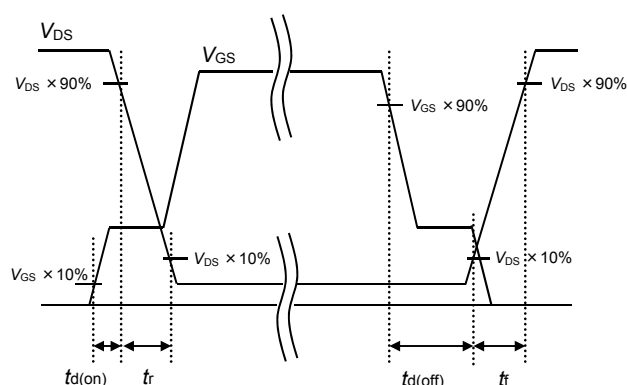 VDS
VGS
VDS × 90%
VGS × 90%
VDS × 90%
VGS × 10%
VDS × 10%
VDS × 10%
td(on)
tr
td(off)
tf